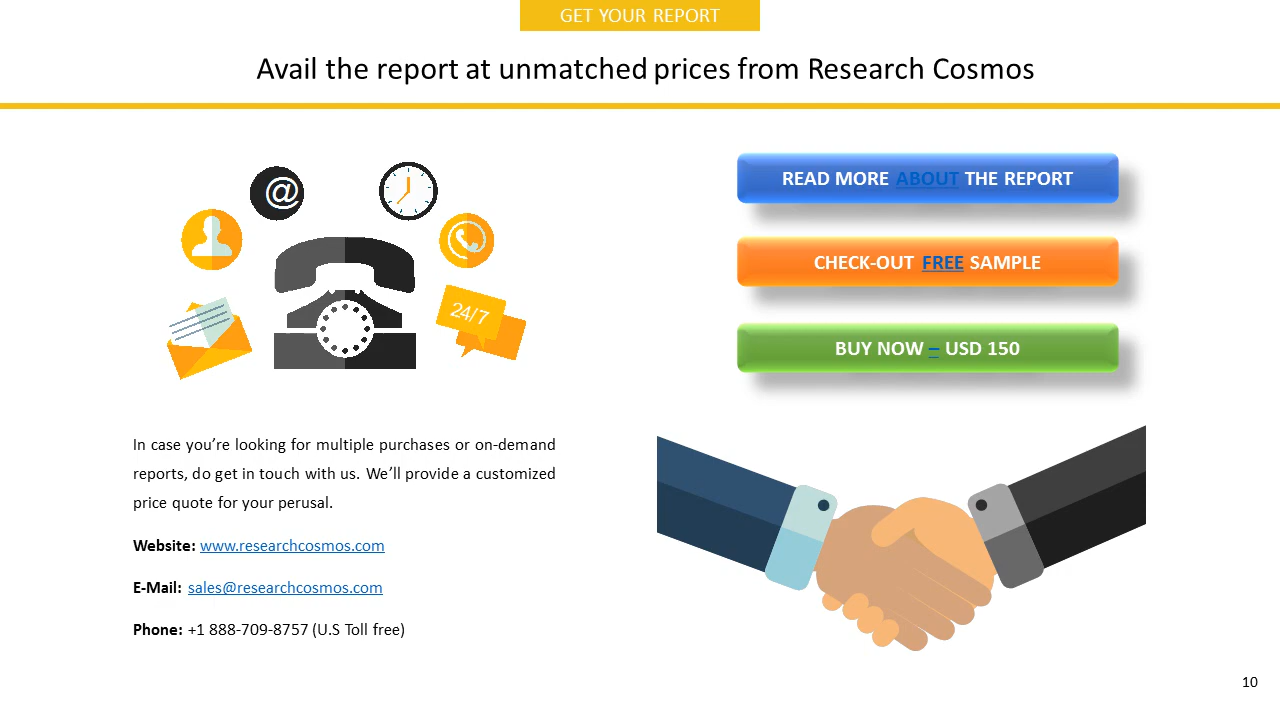 GET YOUR REPORT
Avail the report at unmatched prices from Research Cosmos
@
24/7
READ MORE ABOUT THE REPORT
CHECK-OUT FREE SAMPLE
BUY NOW – USD 150
In case you’re looking for multiple purchases or on-demand
reports, do get in touch with us. We’ll provide a customized
price quote for your perusal.
Website: www.researchcosmos.com
E-Mail: sales@researchcosmos.com
Phone: +1 888-709-8757 (U.S Toll free)
10